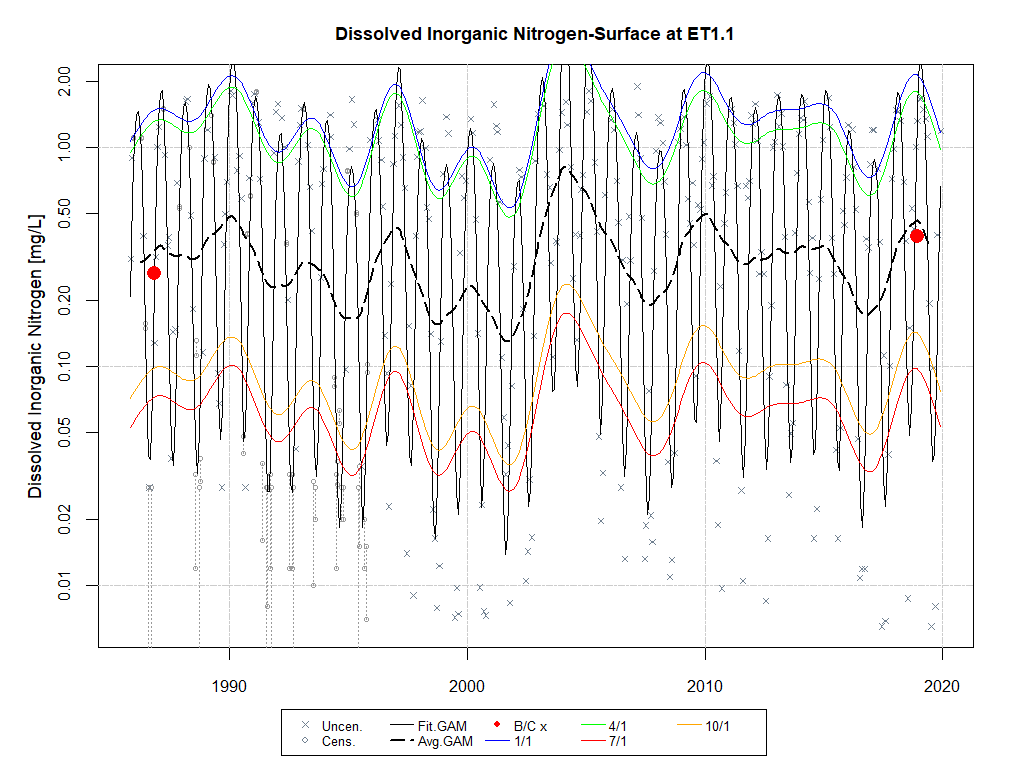 Dissolved Inorganic Nitrogen-Surface at ET1.1
Dissolved Inorganic Nitrogen [mg/L]
2.00
1.00
0.50
0.20
0.10
0.05
0.02
0.01
1990 2000 2010 2020
Uncen. Fit.GAM B/C x 4/1 10/1
Cens. Avg.GAM 1/1 7/1